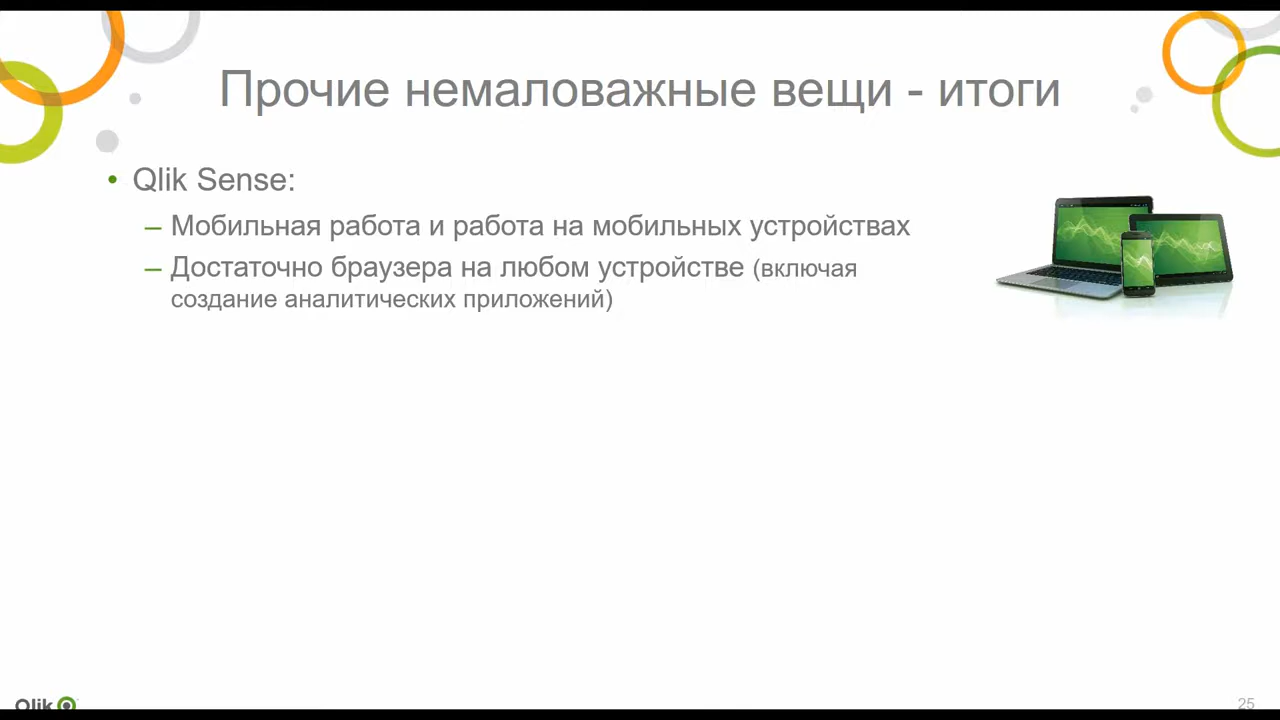 Прочие немаловажные вещи - итоги
• Qlik Sense:
– Мобильная работа и работа на мобильных устройствах
– Достаточно браузера на любом устройстве (включая
создание аналитических приложений)
Qlik
25